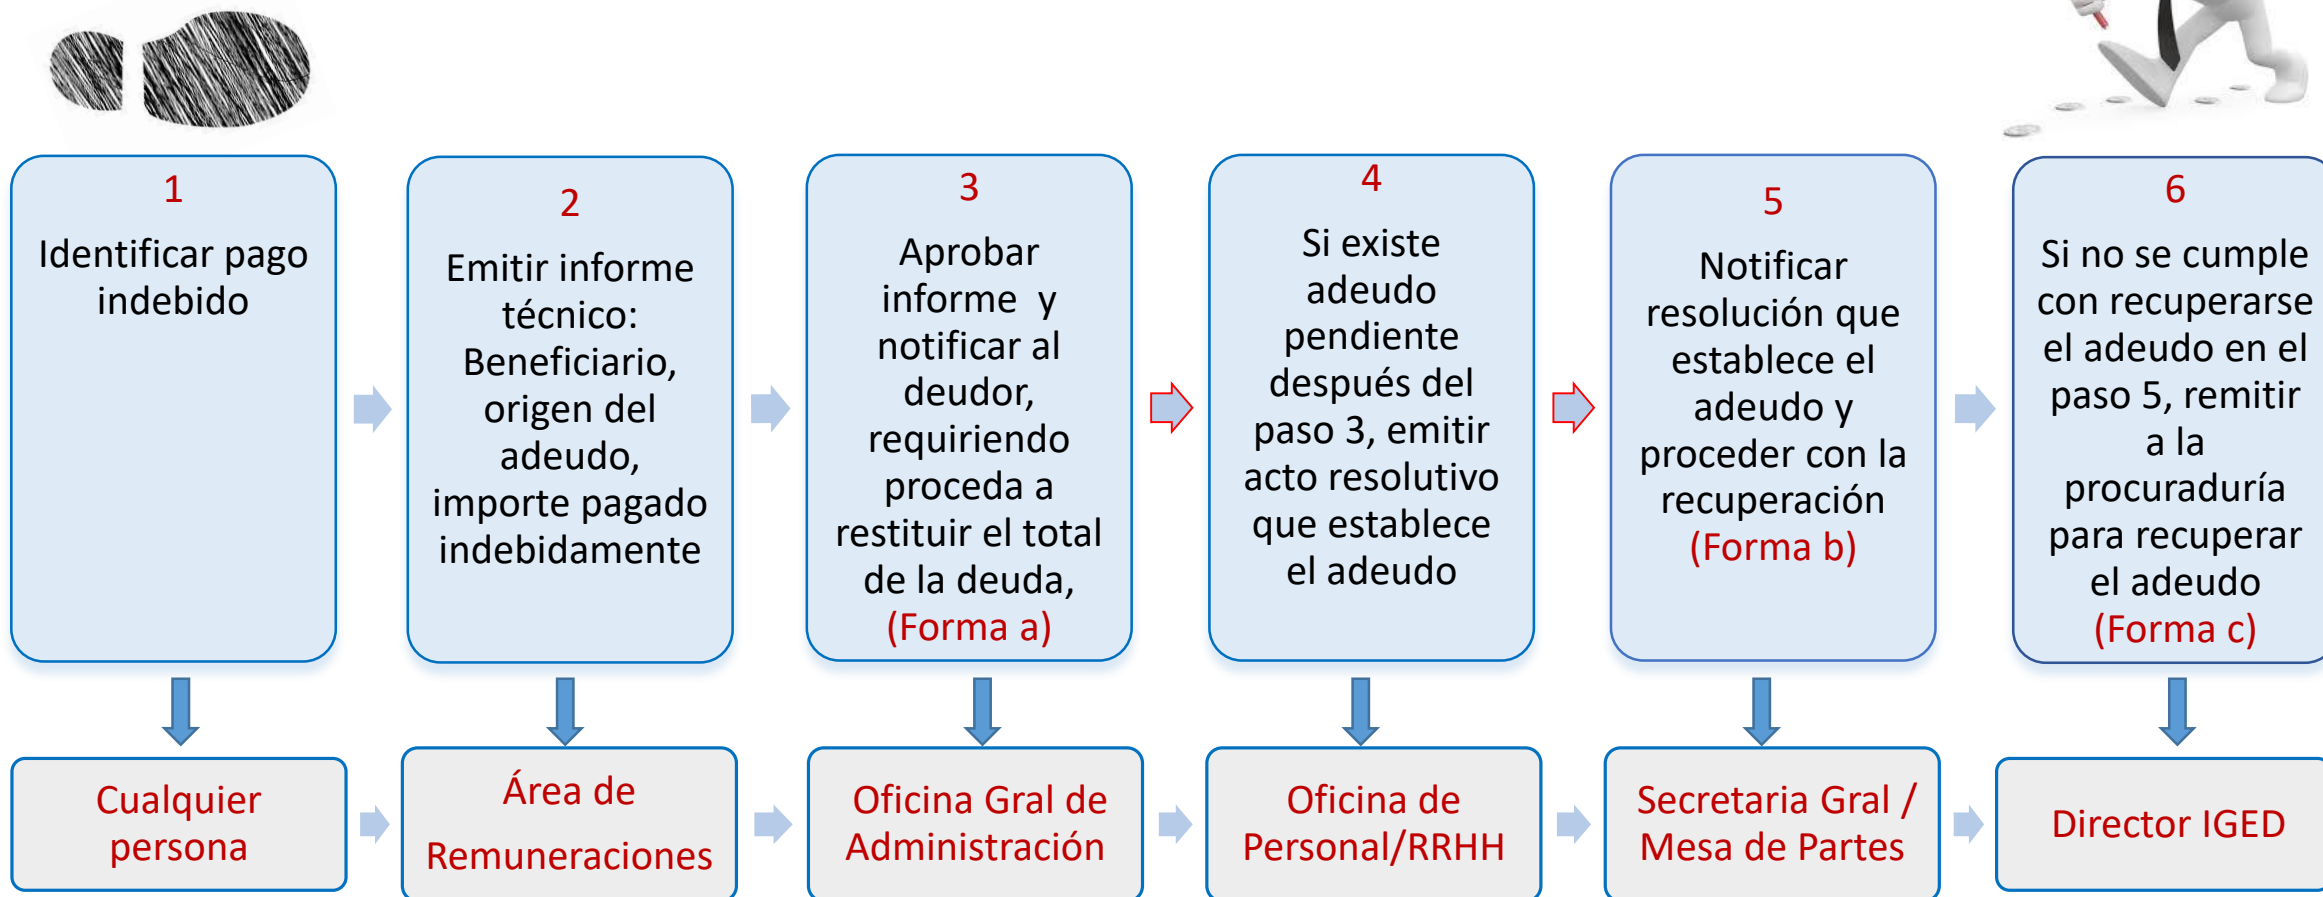 1
Identificar pago
indebido
2
Emitir informe
técnico:
Beneficiario,
origen del
adeudo,
importe pagado
indebidamente
3
Aprobar
informe y
notificar al
deudor,
requiriendo
proceda a
restituir el total
de la deuda,
(Forma a)
4
Si existe
adeudo
pendiente
después del
paso 3, emitir
acto resolutivo
que establece
el adeudo
5
Notificar
resolución que
establece el
adeudo y
proceder con la
recuperación
(Forma b)
6
Si no se cumple
con recuperarse
el adeudo en el
paso 5, remitir
a la
procuraduría
para recuperar
el adeudo
(Forma c)
Cualquier
persona
Área de
Remuneraciones
Oficina Gral de
Administración
Oficina de
Personal/RRHH
Secretaria Gral /
Mesa de Partes
Director IGED